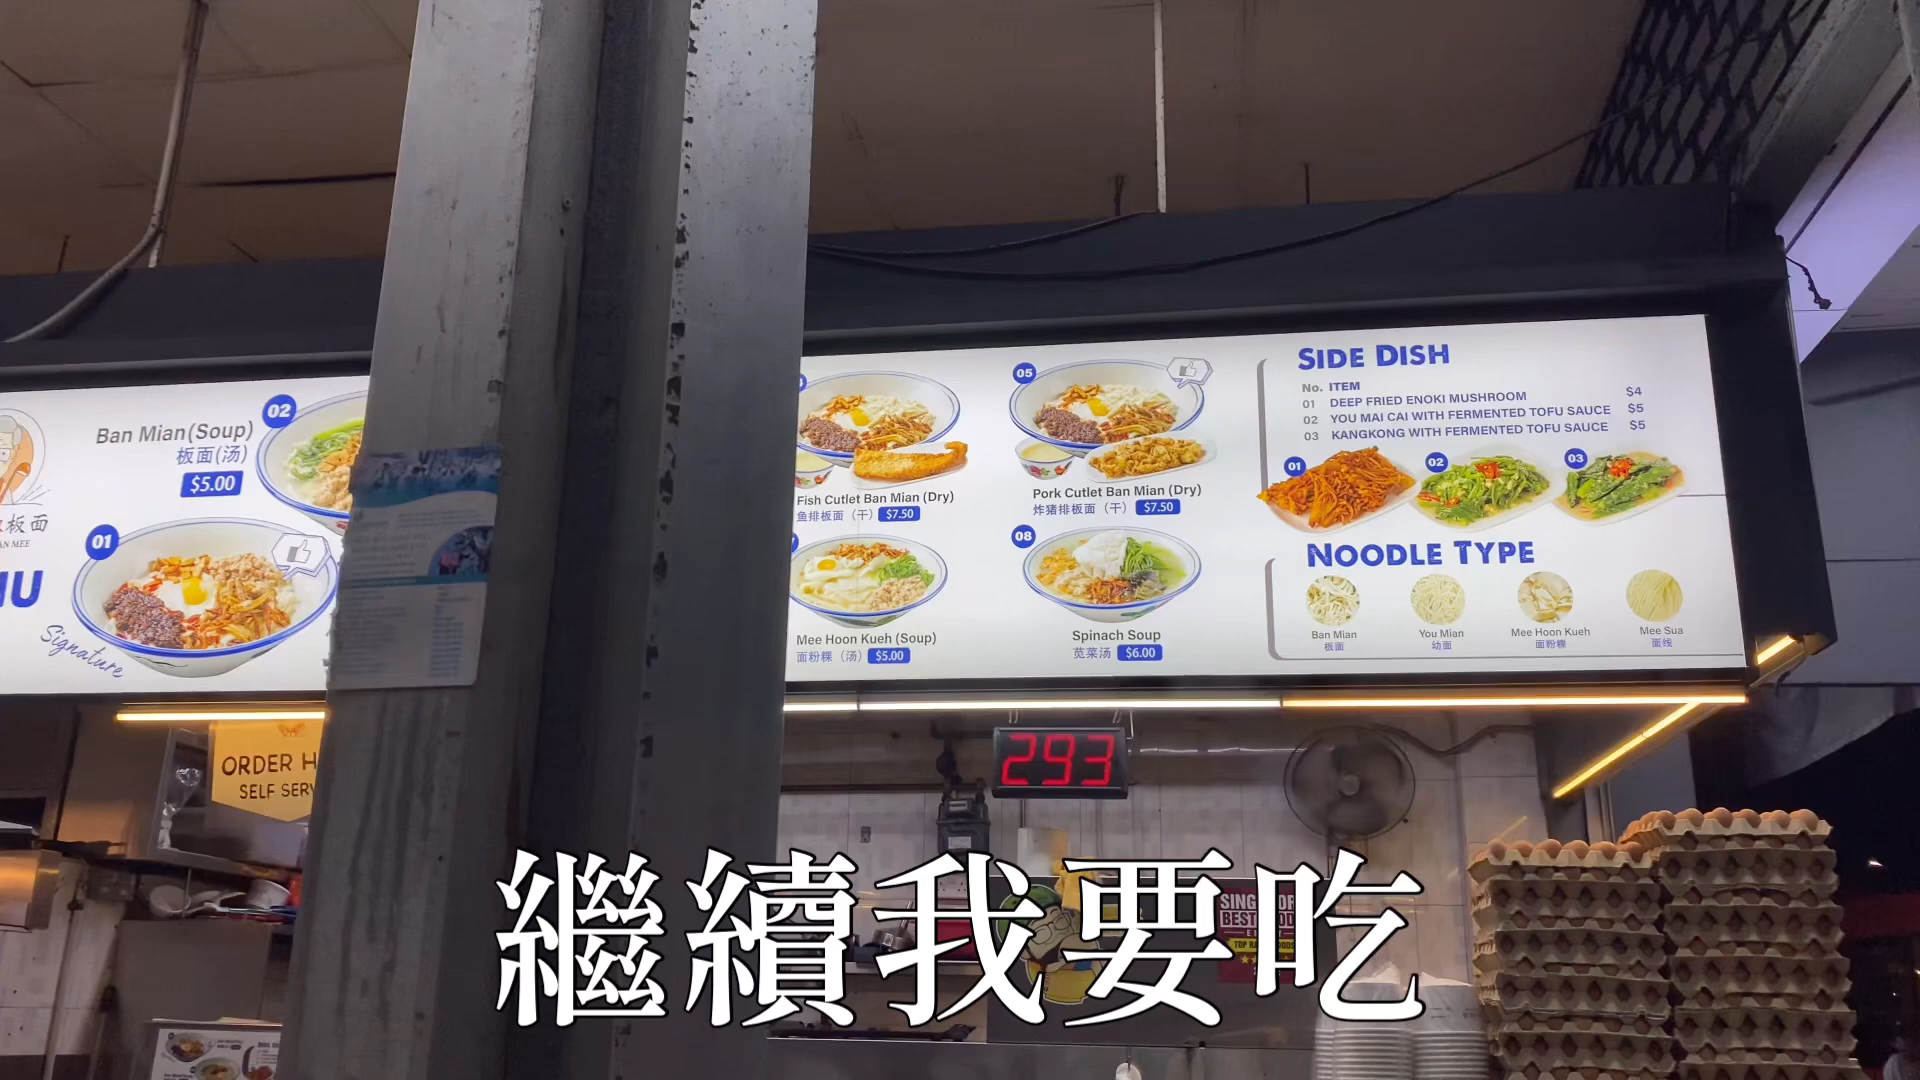 Ban Mian (Soup)
板面(汤)
$5.00
02
01
板面
AN MEE
Signature
05
Fish Cutlet Ban Mian (Dry)
鱼排板面（干） $7.50
Pork Cutlet Ban Mian (Dry)
炸猪排板面（干） $7.50
08
Mee Hoon Kueh (Soup)
面粉粿（汤） $5.00
Spinach Soup
苋菜汤 $6.00
SIDE DISH
No. ITEM
01 DEEP FRIED ENOKI MUSHROOM $4
02 YOU MAI CAI WITH FERMENTED TOFU SAUCE $5
03 KANGKONG WITH FERMENTED TOFU SAUCE $5
01
02
03
NOODLE TYPE
Ban Mian
板面
You Mian
幼面
Mee Hoon Kueh
面粉粿
Mee Sua
面线
ORDER H
SELF SERV
293
繼續我要吃